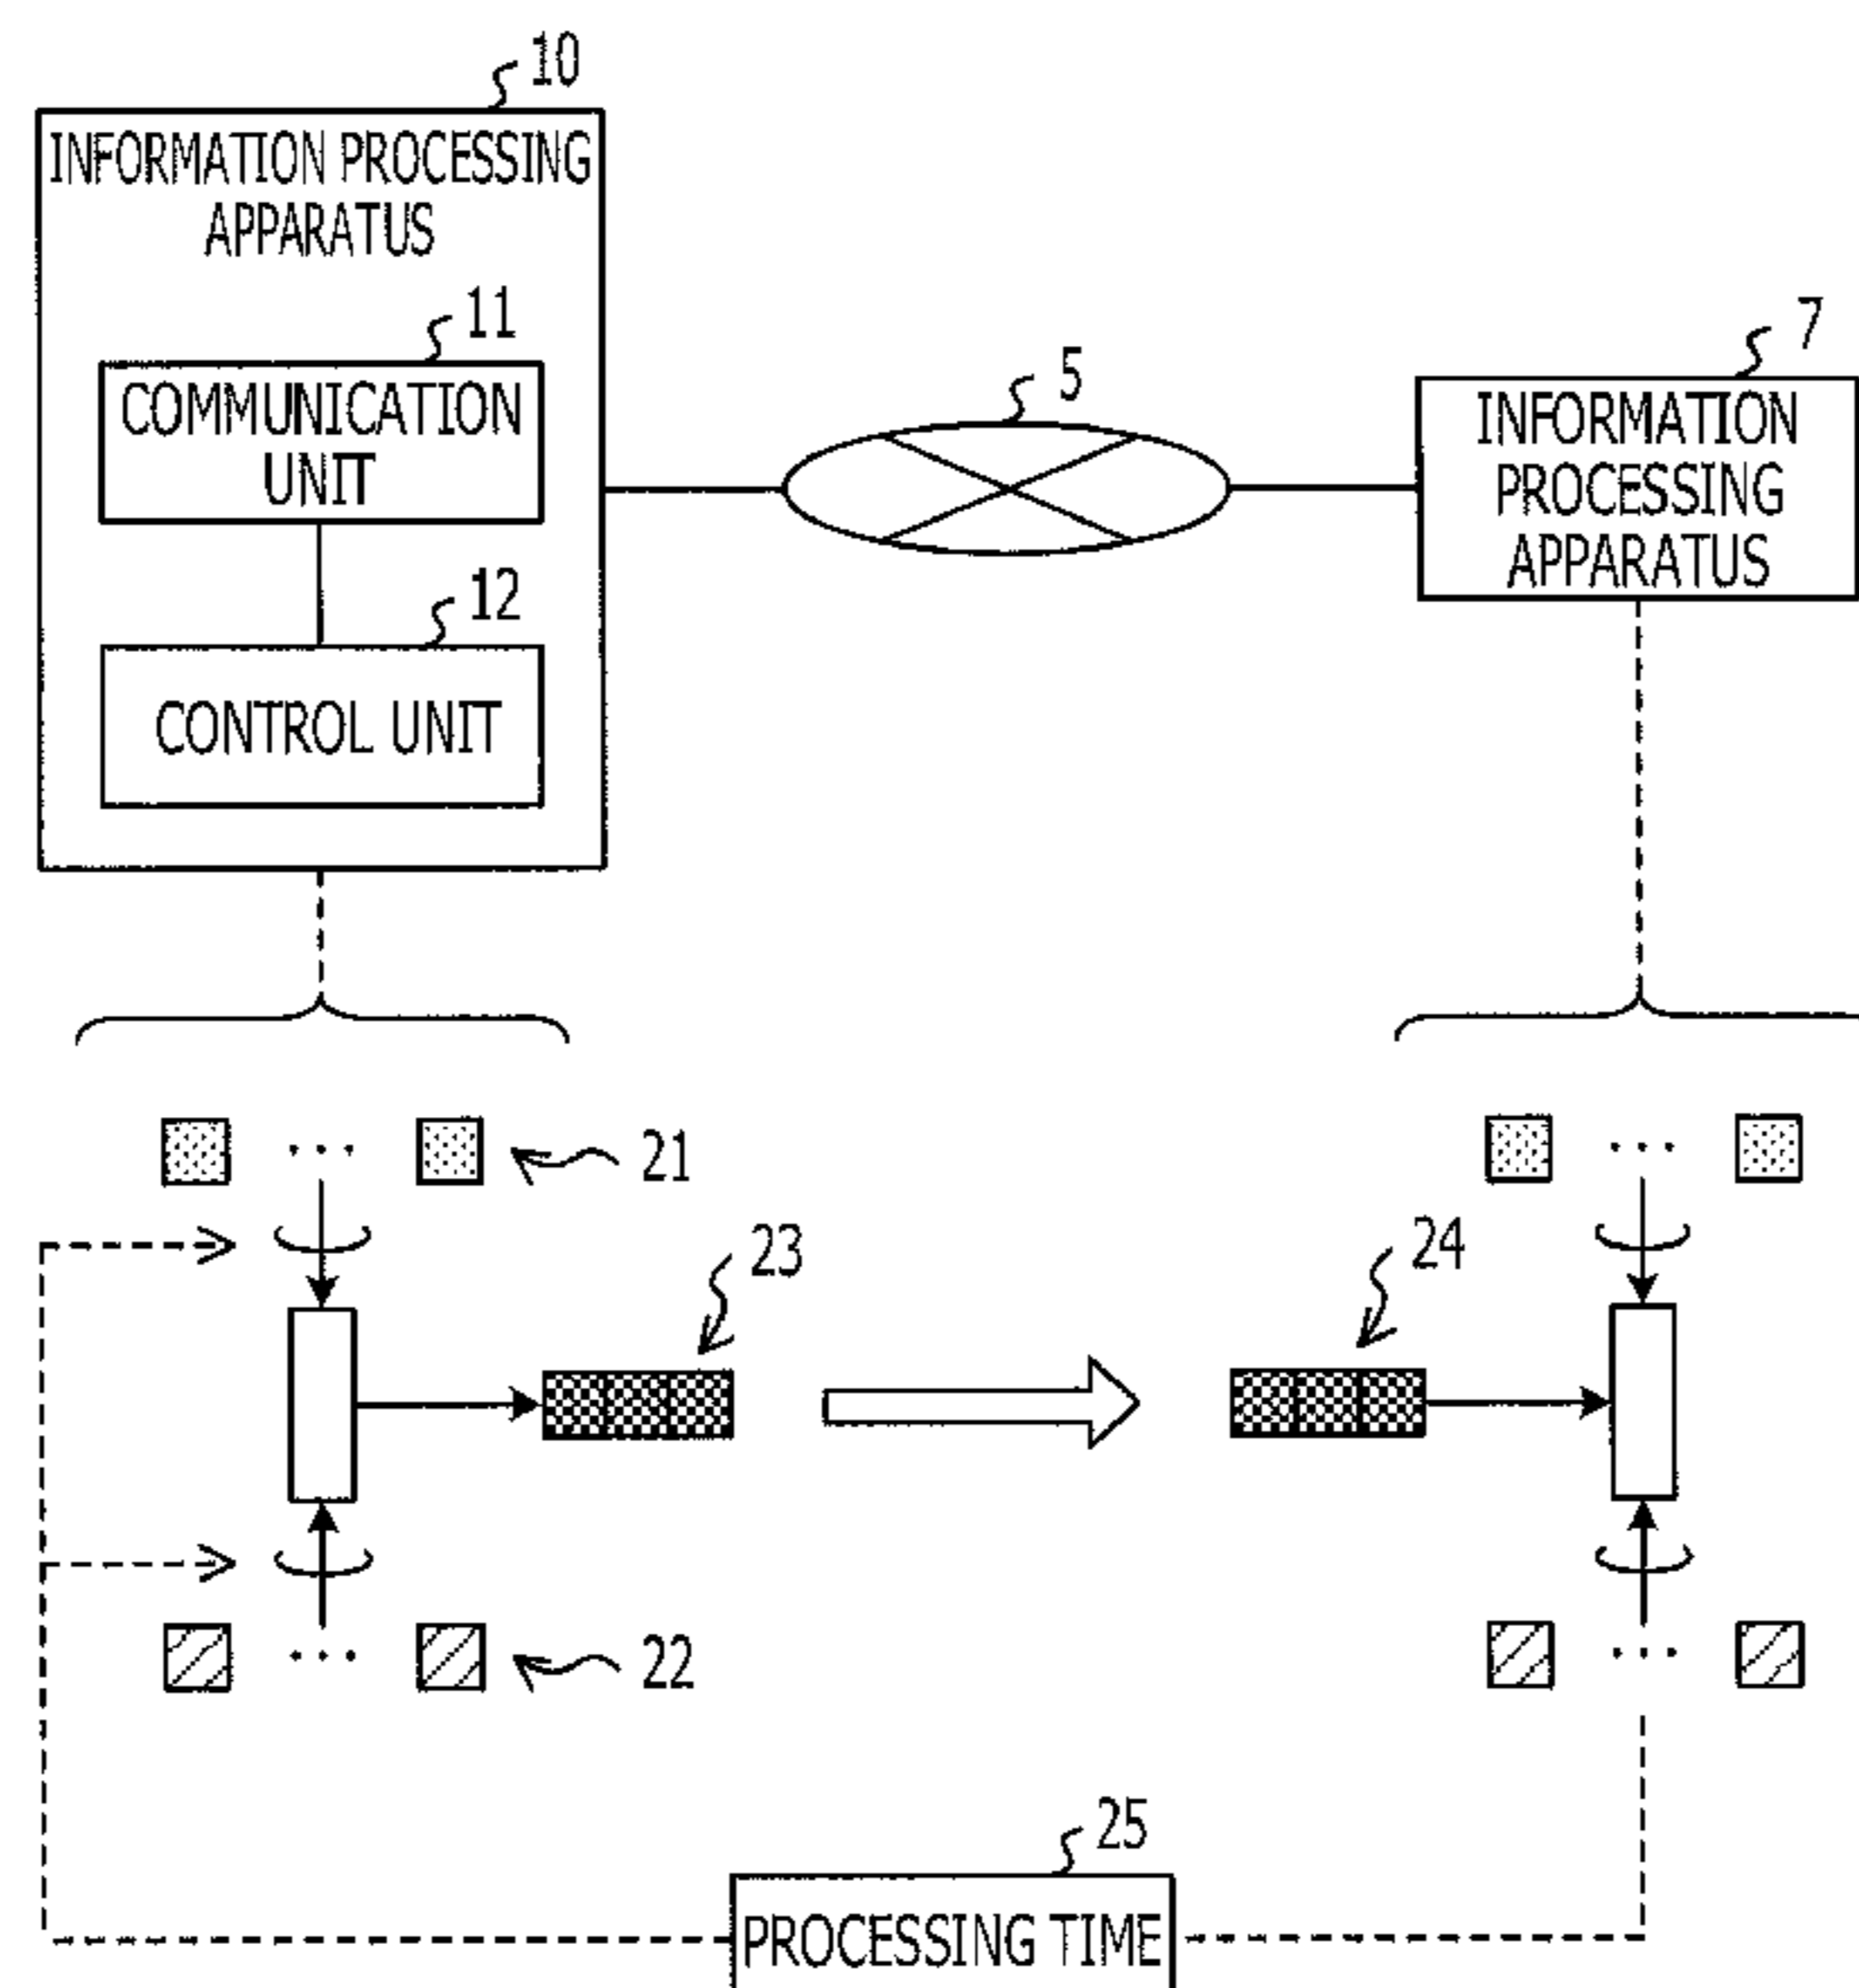 10
INFORMATION PROCESSING
APPARATUS
11
COMMUNICATION
UNIT
12
CONTROL UNIT
5
7
INFORMATION
PROCESSING
APPARATUS
21
...
...
23
24
22
...
...
25
PROCESSING TIME